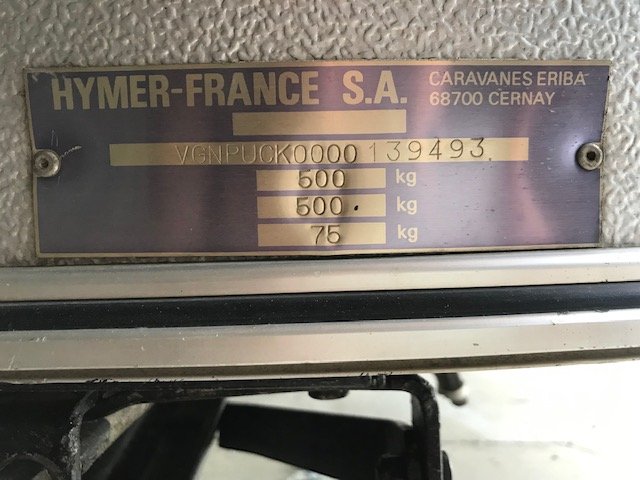 HYMER-FRANCE S.A.
CARAVANES ERIBA
68700 CERNAY
VGNPUCK0000139493.
500 kg
500. kg
75 kg